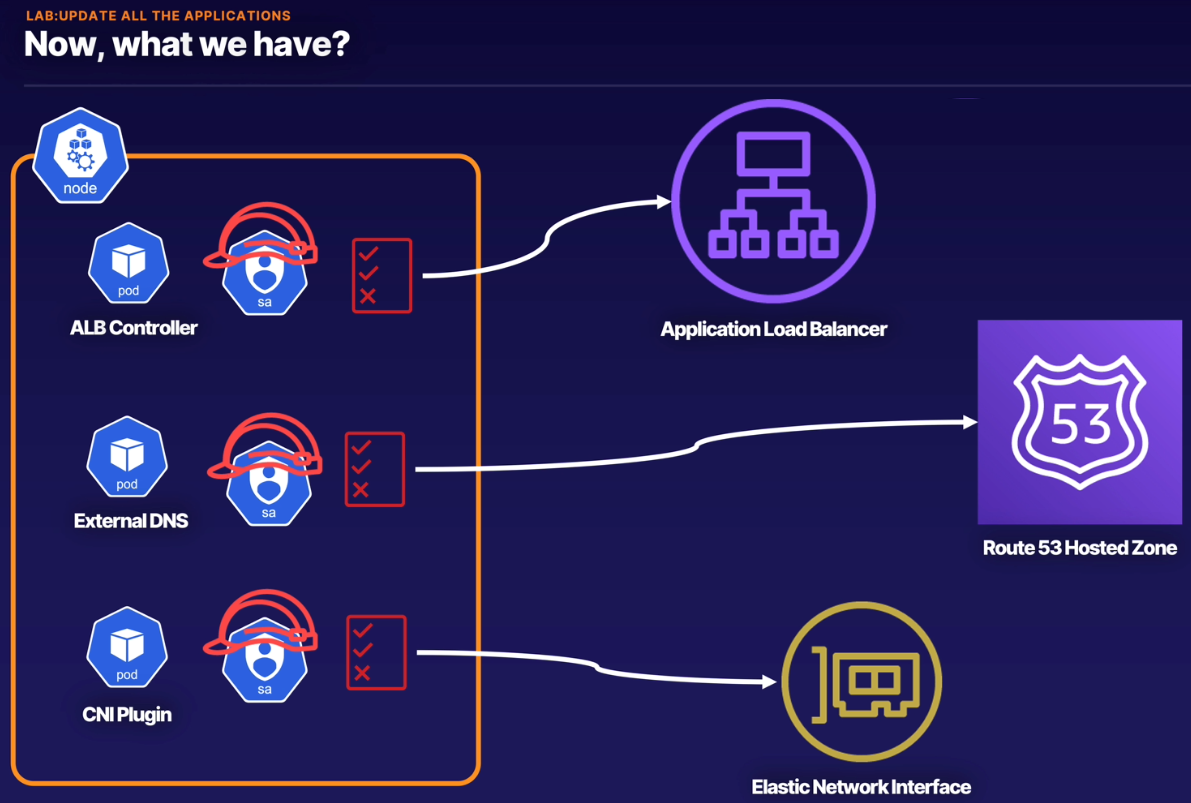 LAB:UPDATE ALL THE APPLICATIONS
Now, what we have?
node
pod
sa
ALB Controller
Application Load Balancer
53
Route 53 Hosted Zone
pod
sa
External DNS
pod
sa
CNI Plugin
Elastic Network Interface